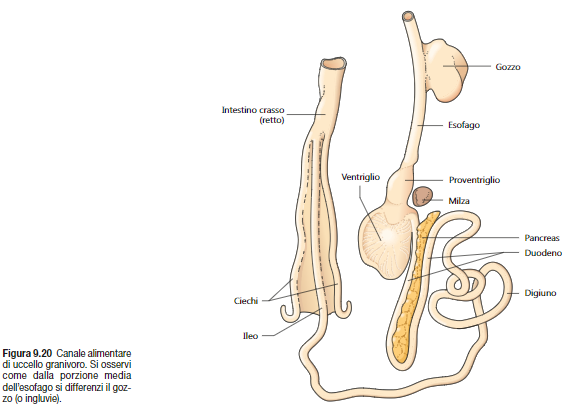 Gozzo
Intestino crasso
(retto)
Esofago
Ventriglio
Proventriglio
Milza
Pancreas
Duodeno
Digiuno
Ciechi
Ileo
Figura 9.20 Canale alimentare
di uccello granivoro. Si osservi
come dalla porzione media
dell'esofago si differenzi il goz-
zo (o ingluvie).